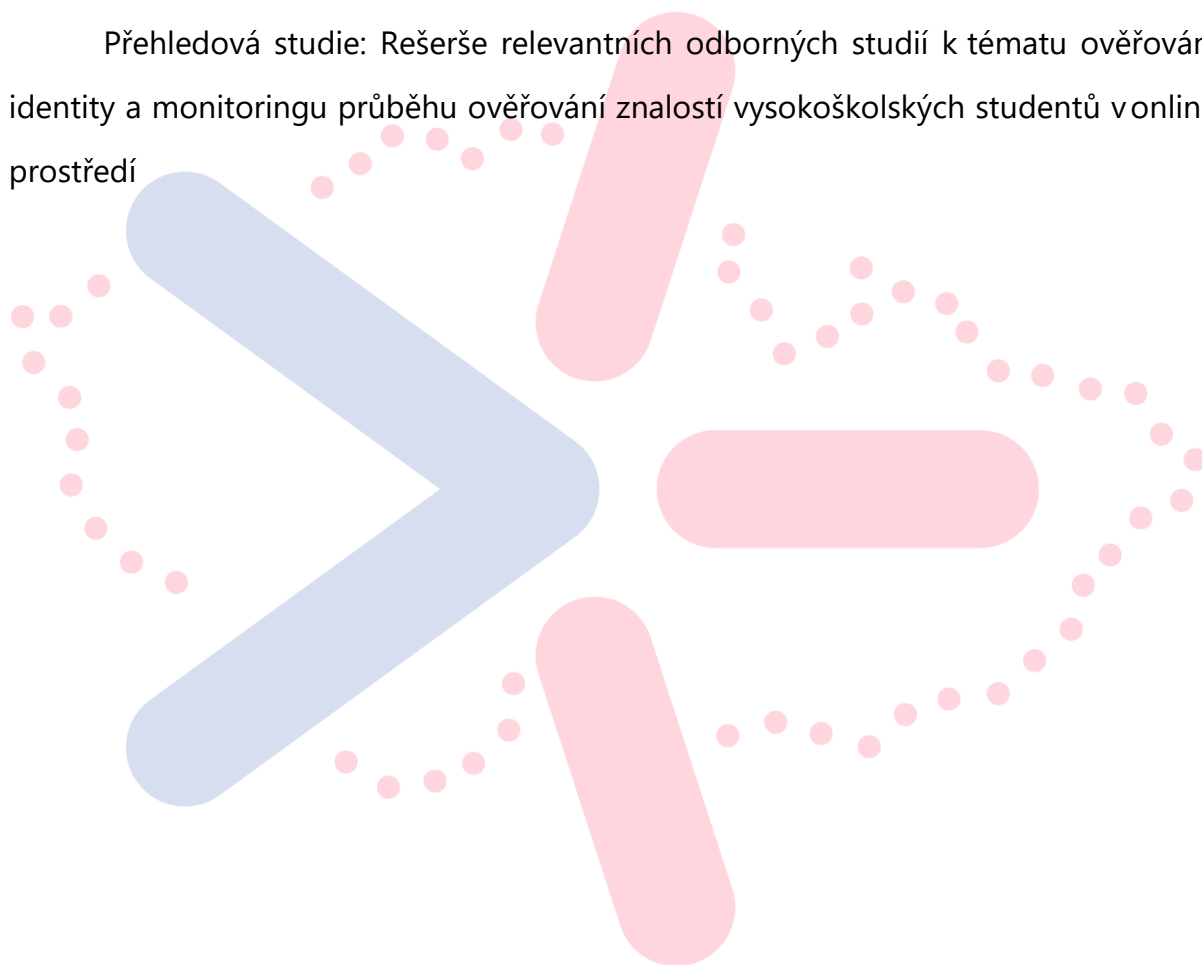 Přehledová studie: Rešerše relevantních odborných studií k tématu ověřován
identity a monitoringu průběhu ověřování znalostí vysokoškolských studentů v onlin
prostředí